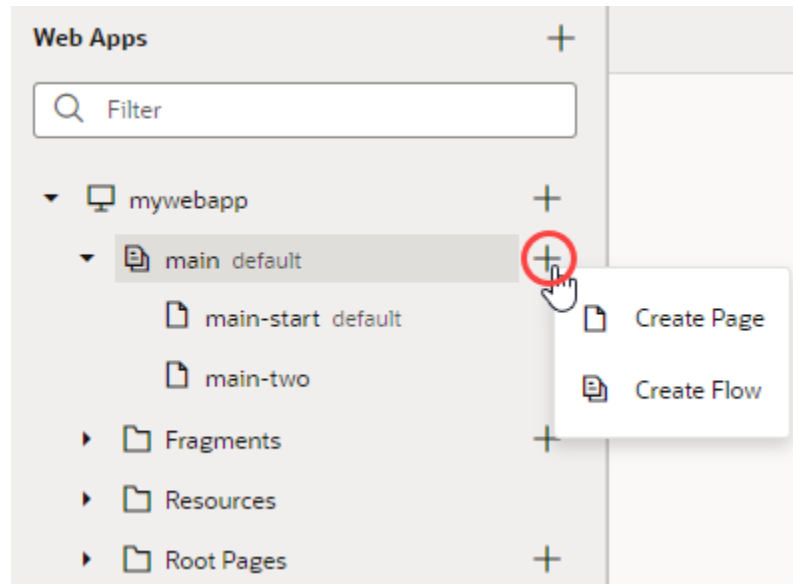 Web Apps
Filter
mywebapp
main default
main-start default
Create Page
main-two
Create Flow
Fragments
Resources
Root Pages